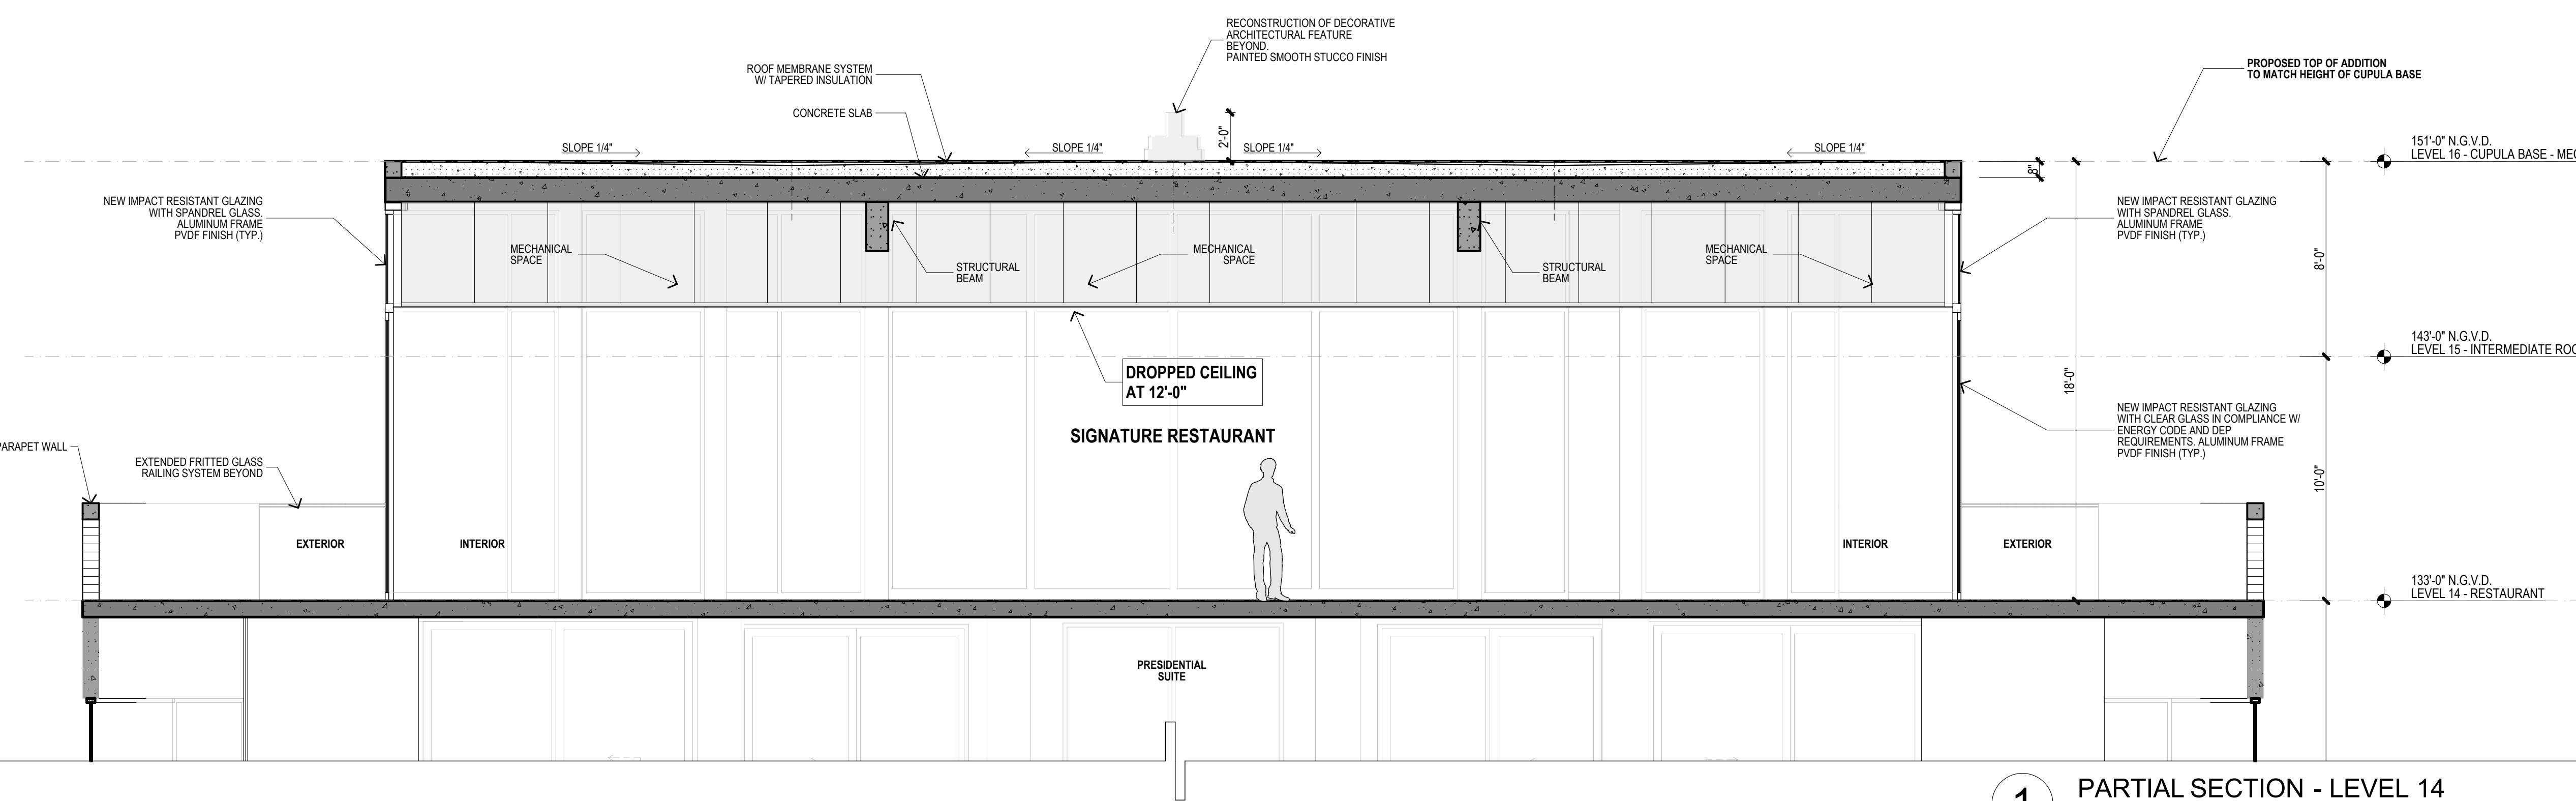 RECONSTRUCTION OF DECORATIVE
ARCHITECTURAL FEATURE
BEYOND.
PAINTED SMOOTH STUCCO FINISH
ROOF MEMBRANE SYSTEM
W/ TAPERED INSULATION
CONCRETE SLAB
PROPOSED TOP OF ADDITION
TO MATCH HEIGHT OF CUPULA BASE
SLOPE 1/4"
SLOPE 1/4"
2'-0"
SLOPE 1/4"
SLOPE 1/4"
151'-0" N.G.V.D.
LEVEL 16 - CUPULA BASE -
8"
NEW IMPACT RESISTANT GLAZING
WITH SPANDREL GLASS.
ALUMINUM FRAME
PVDF FINISH (TYP.)
MECHANICAL
SPACE
STRUCTURAL
BEAM
MECHANICAL
SPACE
STRUCTURAL
BEAM
MECHANICAL
SPACE
NEW IMPACT RESISTANT GLAZING
WITH SPANDREL GLASS.
ALUMINUM FRAME
PVDF FINISH (TYP.)
8'-0"
143'-0" N.G.V.D.
LEVEL 15 - INTERMEDIATE
18'-0"
DROPPED CEILING
AT 12'-0"
SIGNATURE RESTAURANT
NEW IMPACT RESISTANT GLAZING
WITH CLEAR GLASS IN COMPLIANCE W/
ENERGY CODE AND DEP
REQUIREMENTS. ALUMINUM FRAME
PVDF FINISH (TYP.)
PARAPET WALL
EXTENDED FRITTED GLASS
RAILING SYSTEM BEYOND
10'-0"
EXTERIOR
INTERIOR
INTERIOR
EXTERIOR
133'-0" N.G.V.D.
LEVEL 14 - RESTAURANT
PRESIDENTIAL
SUITE
1
PARTIAL SECTION - LEVEL 14